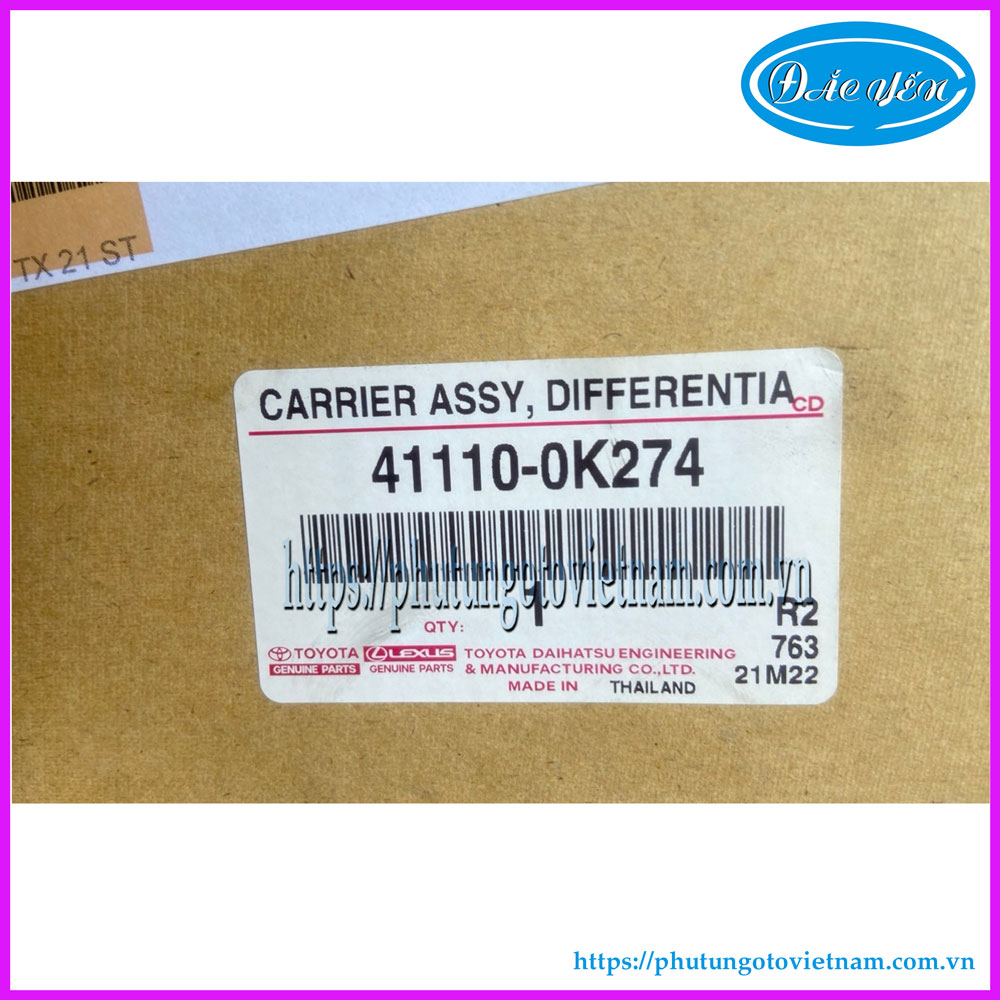 ĐẮC YẾN
TX 21 ST
CARRIER ASSY, DIFFERENTIA
CD
41110-0K274
https://phutungotovietnam.com.vn
QTY: 1
R2
TOYOTA LEXUS TOYOTA DAIHATSU ENGINEERING 763
GENUINE PARTS GENUINE PARTS & MANUFACTURING CO.,LTD. 21M22
MADE IN THAILAND
https://phutungotovietnam.com.vn